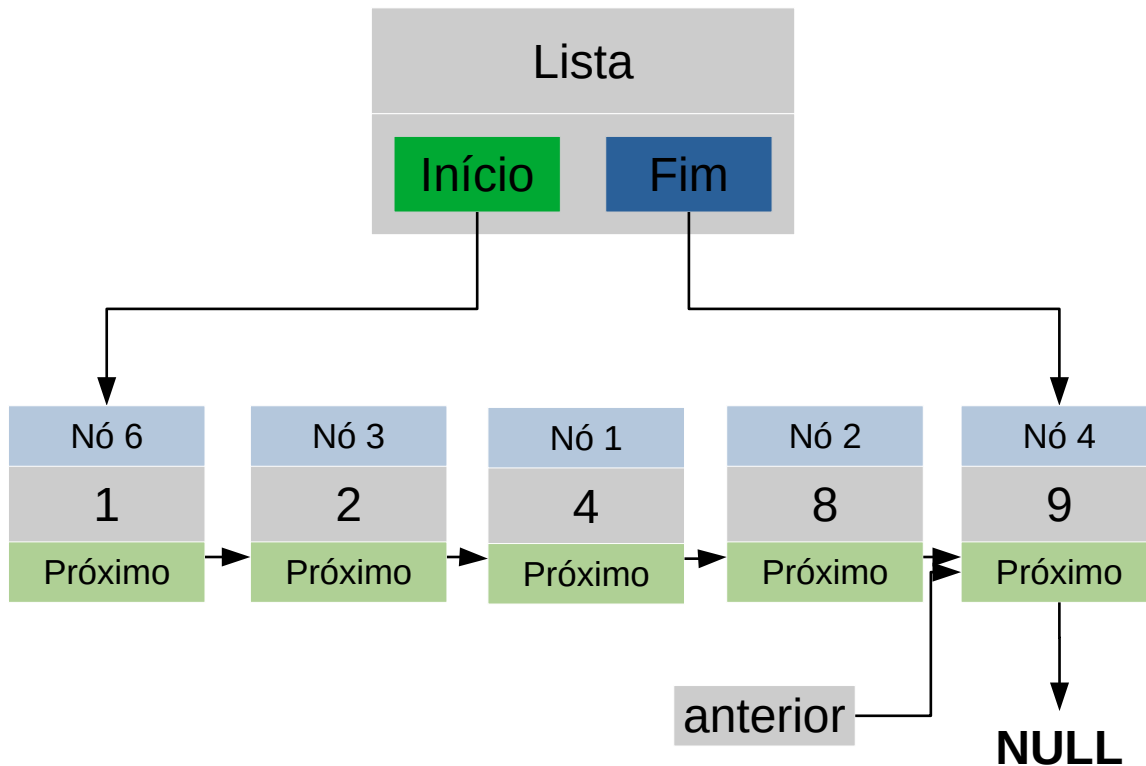 Lista
Início Fim
Nó 6 Nó 3 Nó 1 Nó 2 Nó 4
1 2 4 8 9
Próximo Próximo Próximo Próximo Próximo
anterior
NULL